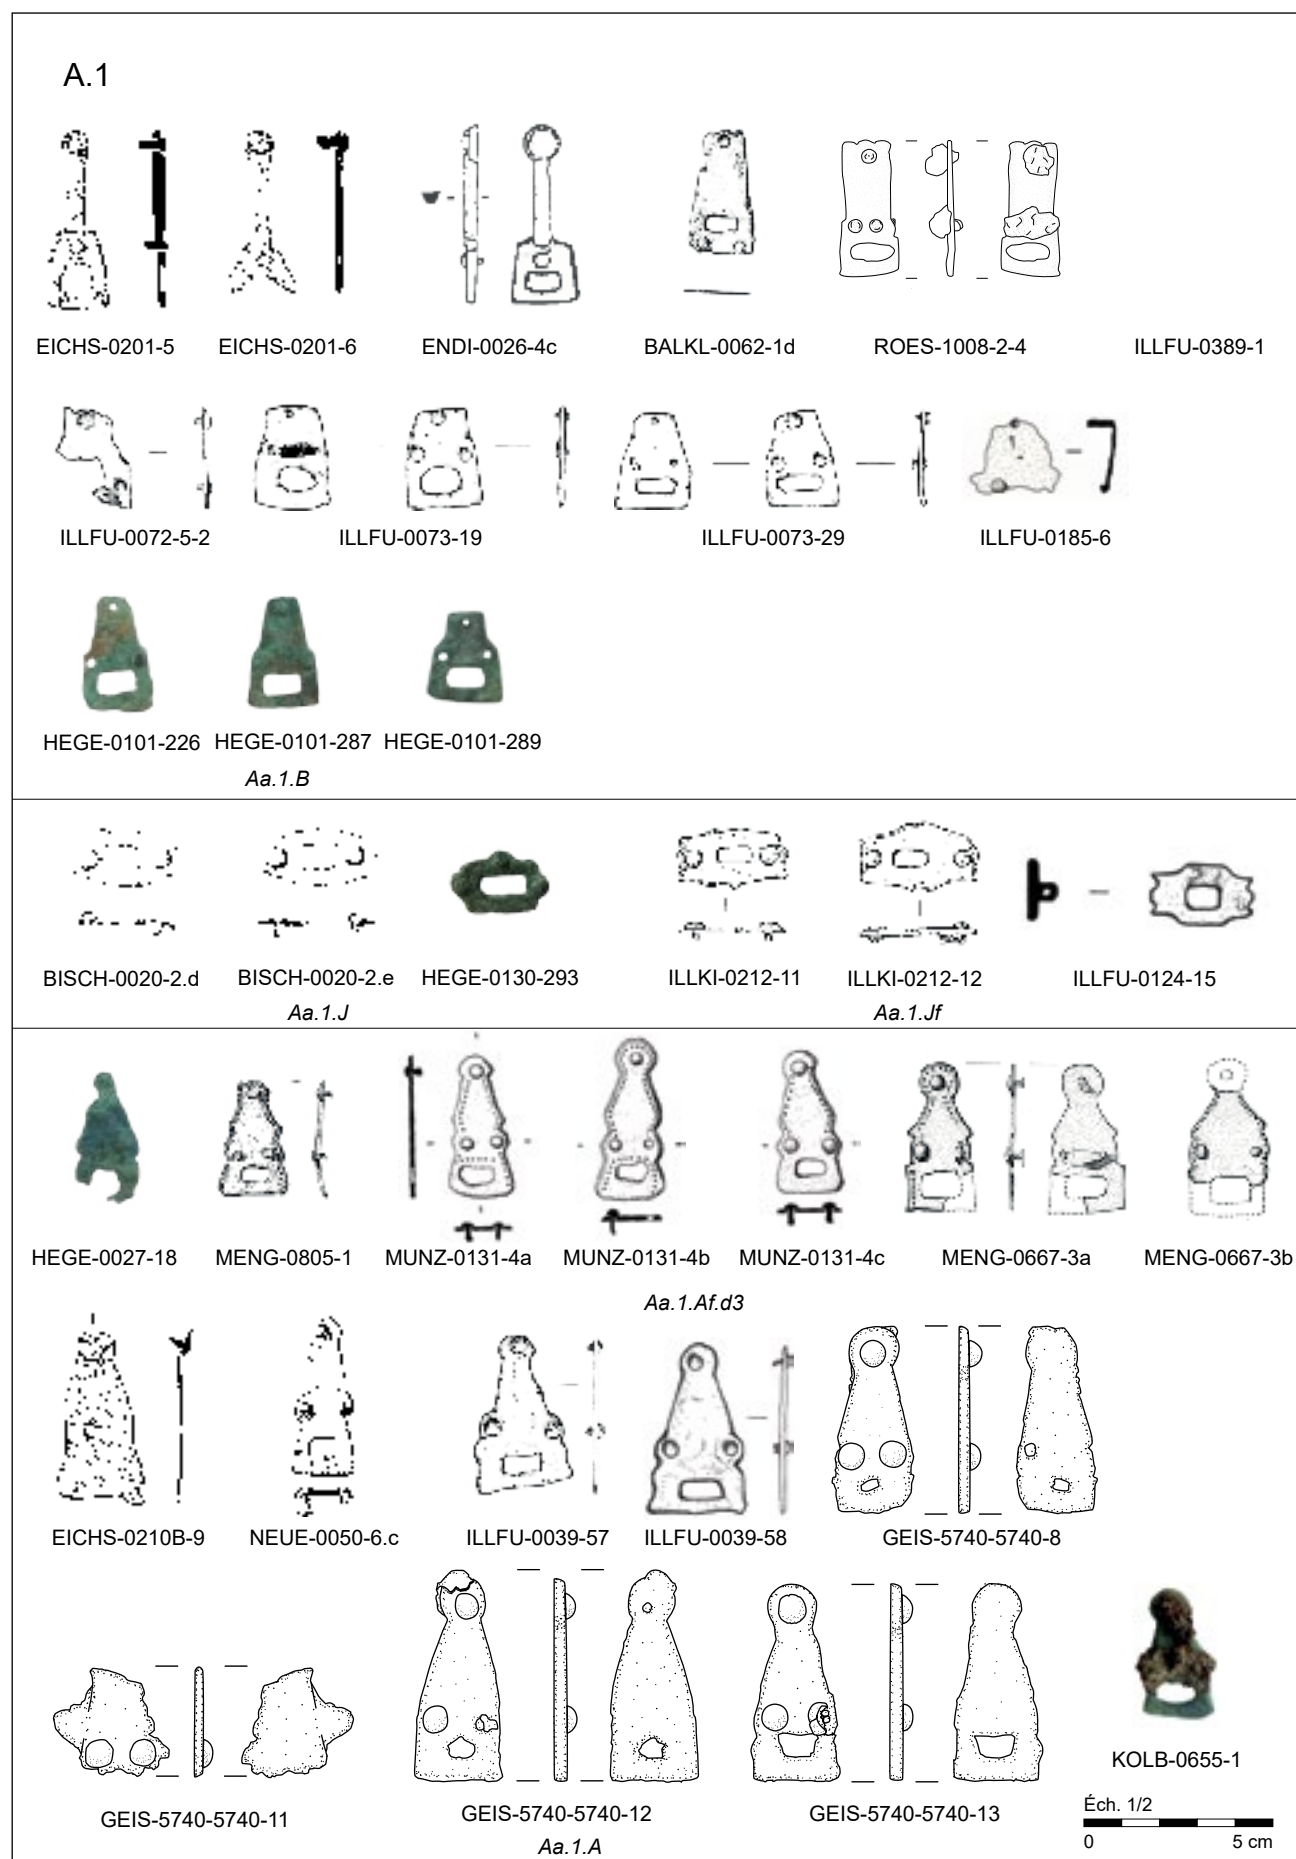 A.1
EICHS-0201-5 EICHS-0201-6 ENDI-0026-4c BALKL-0062-1d ROES-1008-2-4 ILLFU-0389-1
ILLFU-0072-5-2 ILLFU-0073-19 ILLFU-0073-29 ILLFU-0185-6
HEGE-0101-226 HEGE-0101-287 HEGE-0101-289
Aa.1.B
BISCH-0020-2.d BISCH-0020-2.e HEGE-0130-293 ILLKI-0212-11 ILLKI-0212-12 ILLFU-0124-15
Aa.1.J Aa.1.Jf
HEGE-0027-18 MENG-0805-1 MUNZ-0131-4a MUNZ-0131-4b MUNZ-0131-4c MENG-0667-3a MENG-0667-3b
Aa.1.Af.d3
EICHS-0210B-9 NEUE-0050-6.c ILLFU-0039-57 ILLFU-0039-58 GEIS-5740-5740-8
KOLB-0655-1
GEIS-5740-5740-11 GEIS-5740-5740-12 GEIS-5740-5740-13
Aa.1.A
Éch. 1/2
0 5 cm